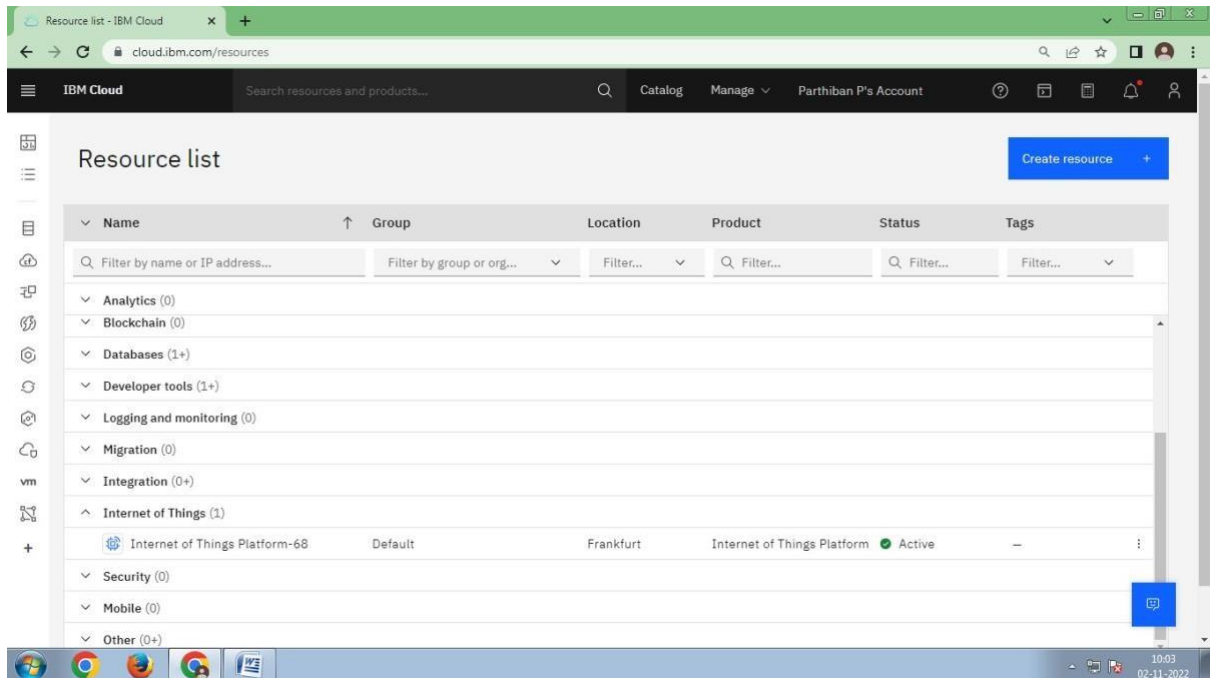 Resource list - IBM Cloud
cloud.ibm.com/resources
IBM Cloud Search resources and products... Catalog Manage Parthiban P's Account
Resource list
Create resource +
Name Group Location Product Status Tags
Filter by name or IP address... Filter by group or org... Filter... Filter... Filter... Filter...
Analytics (0)
Blockchain (0)
Databases (1+)
Developer tools (1+)
Logging and monitoring (0)
Migration (0)
vm
Integration (0+)
Internet of Things (1)
Internet of Things Platform-68 Default Frankfurt Internet of Things Platform Active –
Security (0)
Mobile (0)
Other (0+)
10:03
02-11-2022